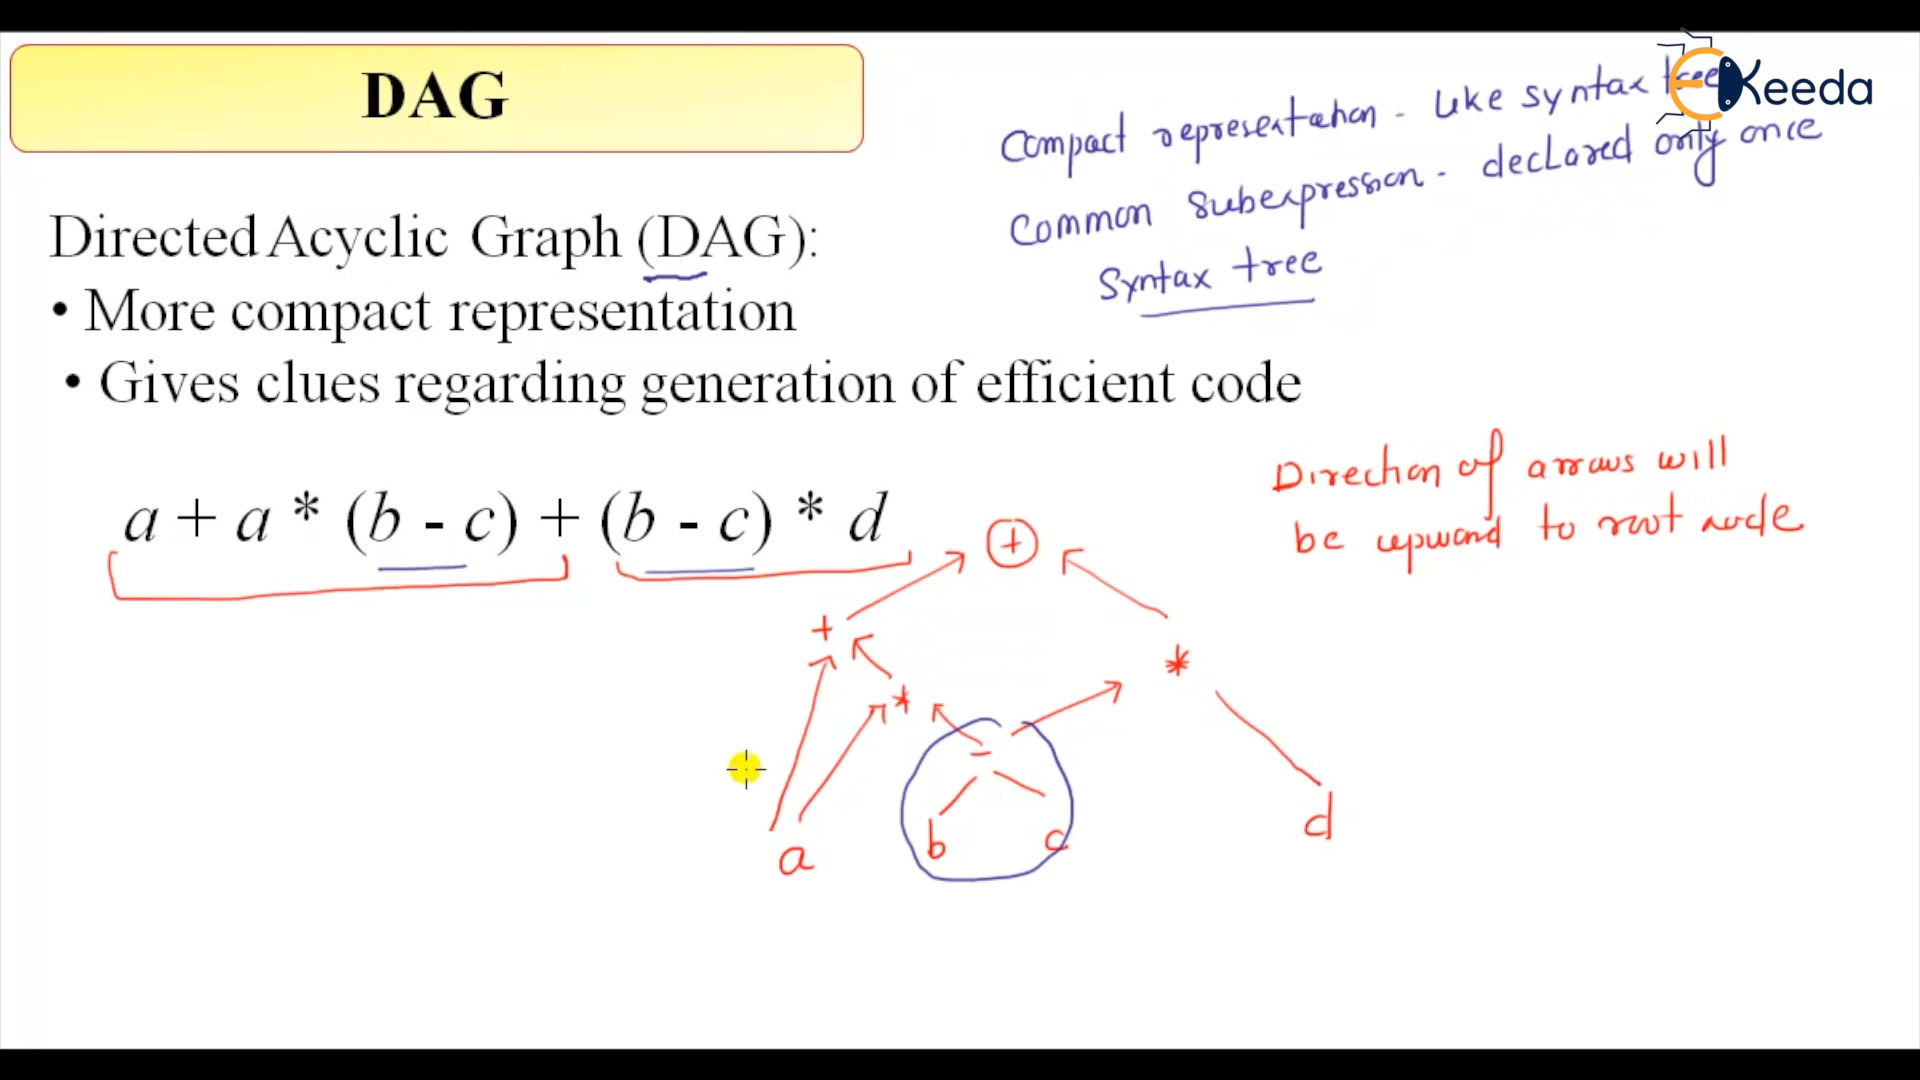 DAG
Keeda
Compact representation - like syntax tree
Common subexpression - declared only once
Syntax tree
Directed Acyclic Graph (DAG):
• More compact representation
• Gives clues regarding generation of efficient code
Direction of arrows will
be upward to root node
a + a * (b - c) + (b - c) * d
+
+
*
*
-
a
b
c
d